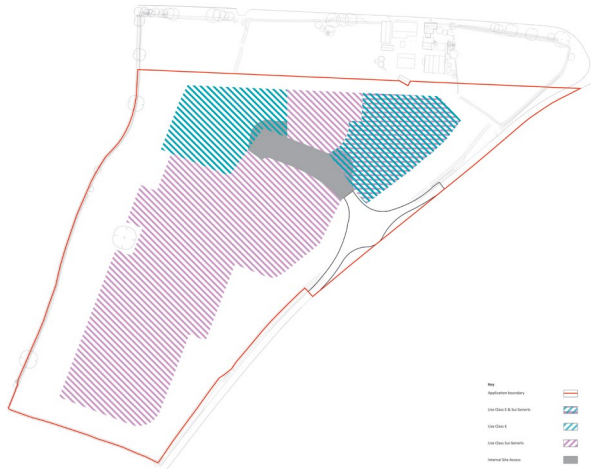 Key
Application boundary
Use Class E & Sui Generis
Use Class E
Use Class Sui Generis
Internal Site Access